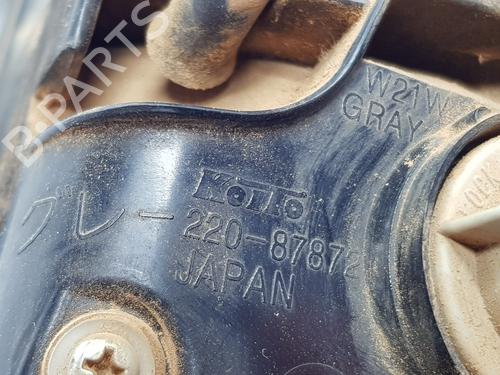 B.PARTS
W21W
GRAY
KOITO
グレー
220-87872
JAPAN